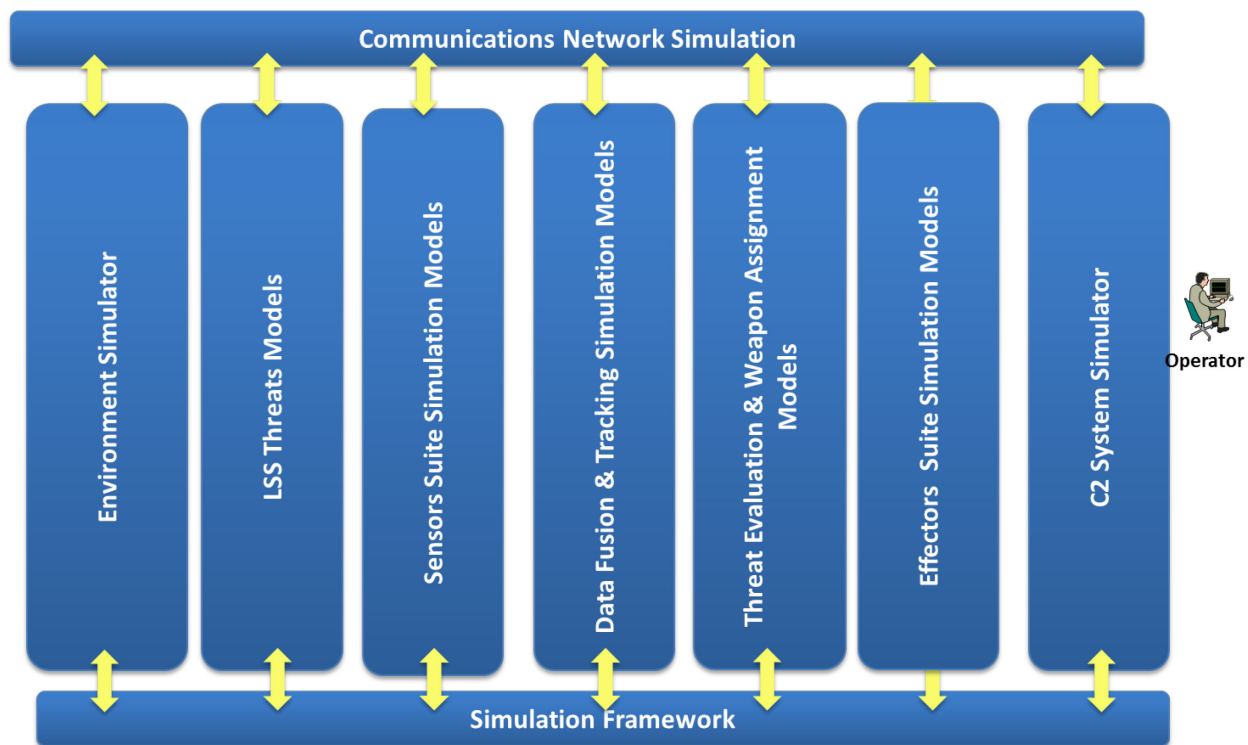 Communications Network Simulation
Environment Simulator
LSS Threats Models
Sensors Suite Simulation Models
Data Fusion & Tracking Simulation Models
Threat Evaluation & Weapon Assignment
Models
Effectors  Suite Simulation Models
C2 System Simulator
Operator
Simulation Framework